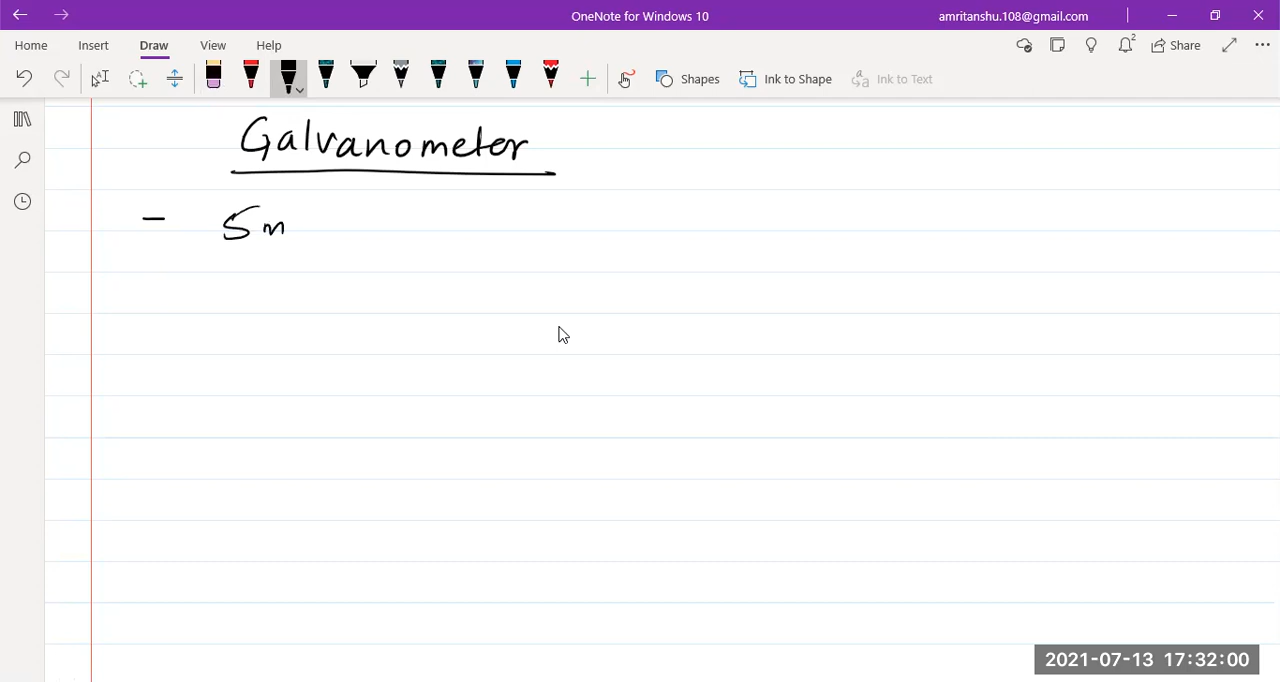 OneNote for Windows 10
amritanshu.108@gmail.com
Home Insert Draw View Help
2 Share
Shapes Ink to Shape Ink to Text
Galvanometer
- Sm
2021-07-13 17:32:00